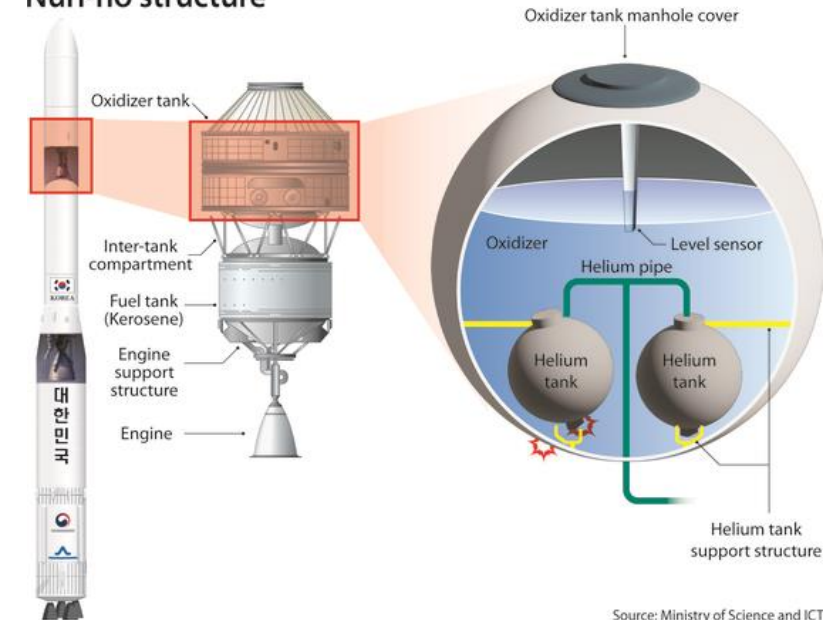 Nuri-ho structure
Oxidizer tank manhole cover
Oxidizer tank
Oxidizer
Level sensor
Helium pipe
Inter-tank
compartment
Fuel tank
(Kerosene)
Engine
support
structure
Engine
Helium
tank
Helium
tank
Helium tank
support structure
KOREA
대
한
민
국
Source: Ministry of Science and ICT